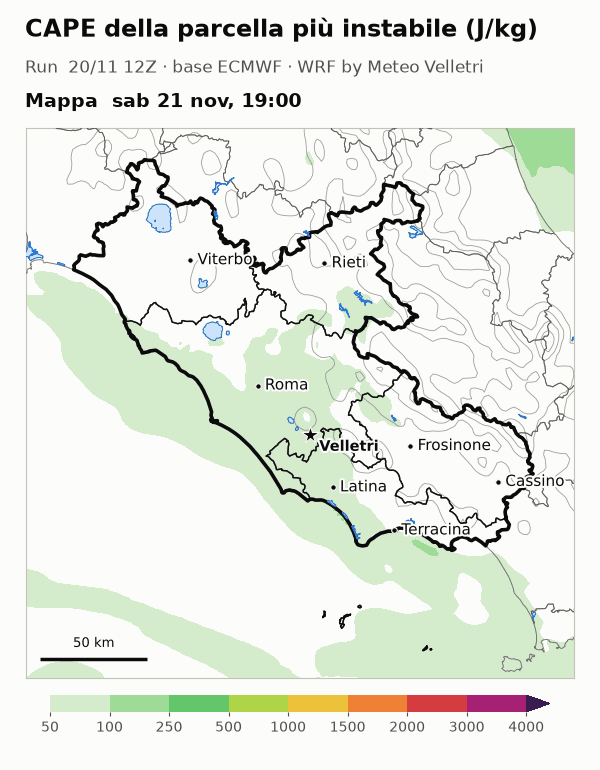 CAPE della parcella più instabile (J/kg)
Run  20/11 12Z · base ECMWF · WRF by Meteo Velletri
Mappa  sab 21 nov, 19:00
Viterbo
Rieti
Roma
Velletri
Frosinone
Cassino
Latina
Terracina
50 km
50 100 250 500 1000 1500 2000 3000 4000